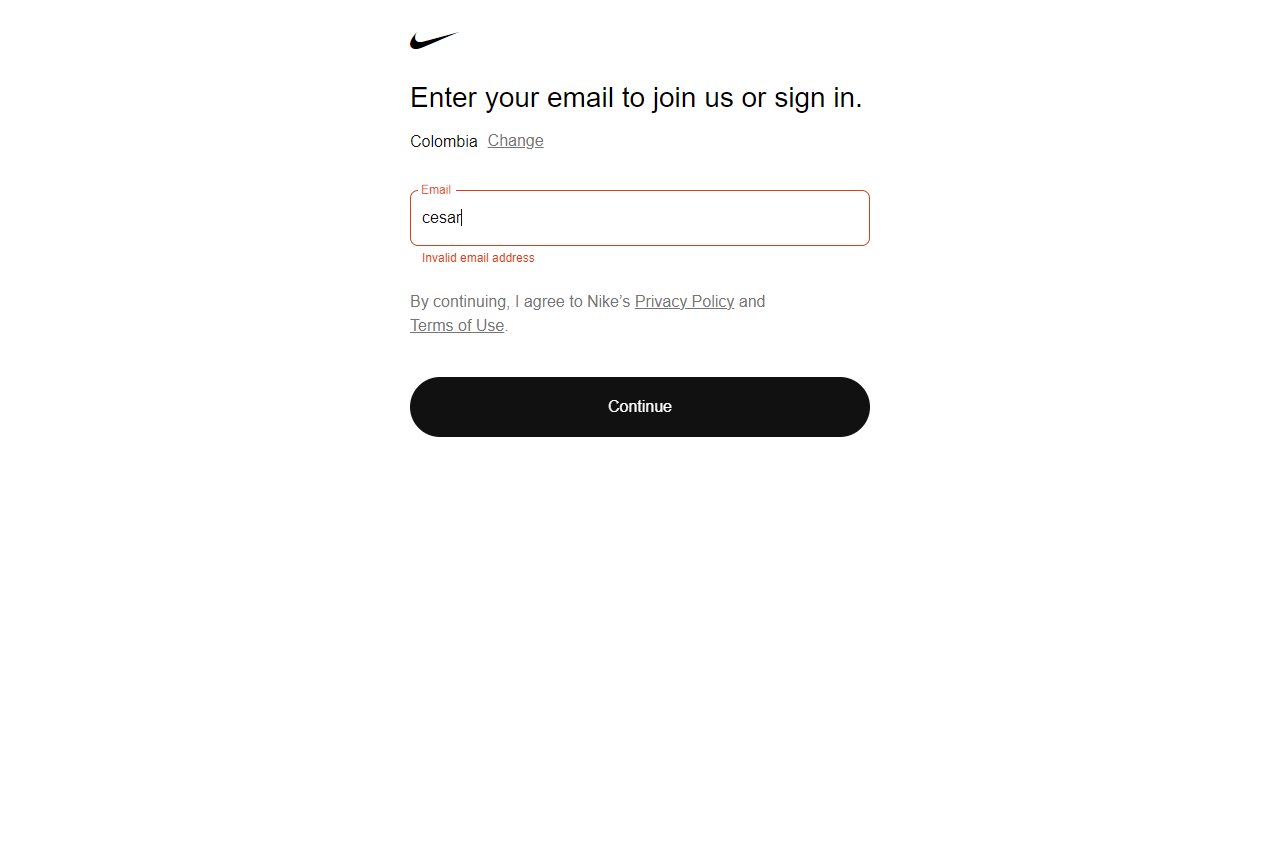 Enter your email to join us or sign in.
Colombia Change
Email
cesar
Invalid email address
By continuing, I agree to Nike’s Privacy Policy and
Terms of Use.
Continue